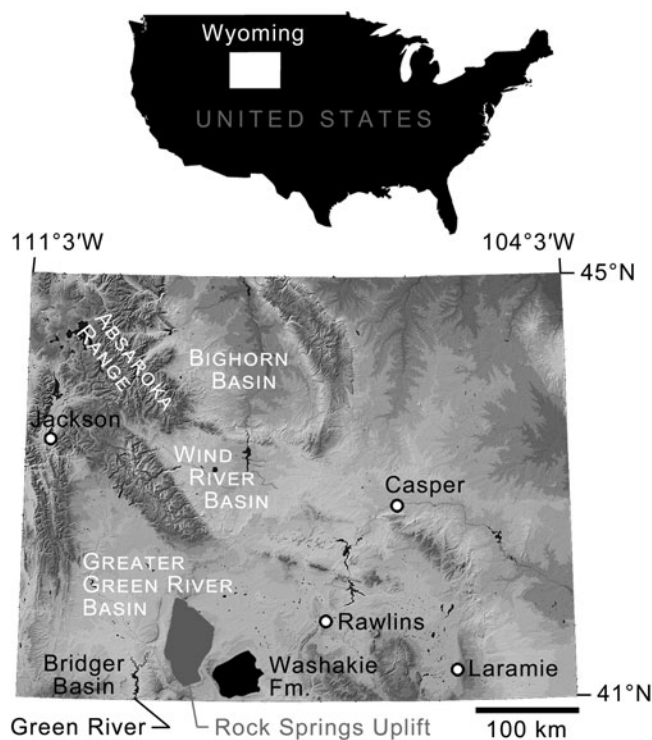 Wyoming
UNITED STATES
111°3′W
104°3′W
45°N
ABSAROKA
RANGE
BIGHORN
BASIN
Jackson
WIND
RIVER
BASIN
Casper
GREATER
GREEN RIVER
BASIN
Rawlins
Bridger
Basin
Washakie
Fm.
Laramie
41°N
Green River
Rock Springs Uplift
100 km